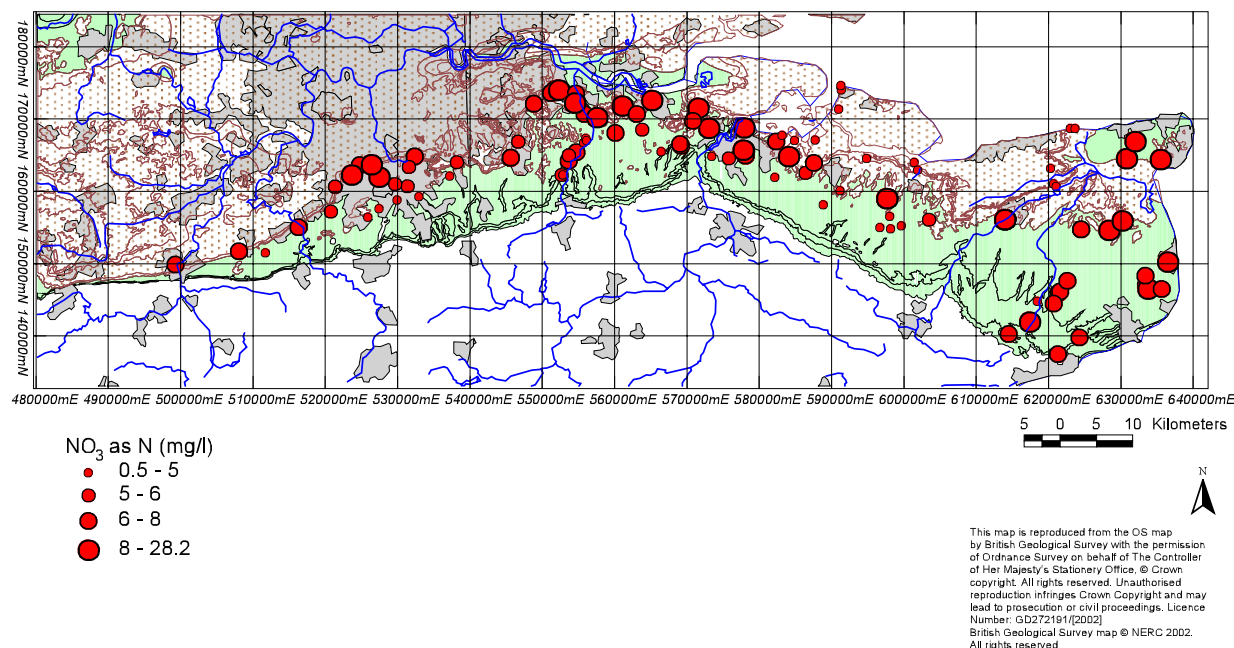 180000mN
170000mN
160000mN
150000mN
140000mN
480000mE 490000mE 500000mE 510000mE 520000mE 530000mE 540000mE 550000mE 560000mE 570000mE 580000mE 590000mE 600000mE 610000mE 620000mE 630000mE 640000mE
5 0 5 10 Kilometers
NO3 as N (mg/l)
0.5 - 5
5 - 6
6 - 8
8 - 28.2
N
This map is reproduced from the OS map
by British Geological Survey with the permission
of Ordnance Survey on behalf of The Controller
of Her Majesty's Stationery Office, © Crown
copyright. All rights reserved. Unauthorised
reproduction infringes Crown Copyright and may
lead to prosecution or civil proceedings. Licence
Number: GD272191/[2002]
British Geological Survey map © NERC 2002.
All rights reserved